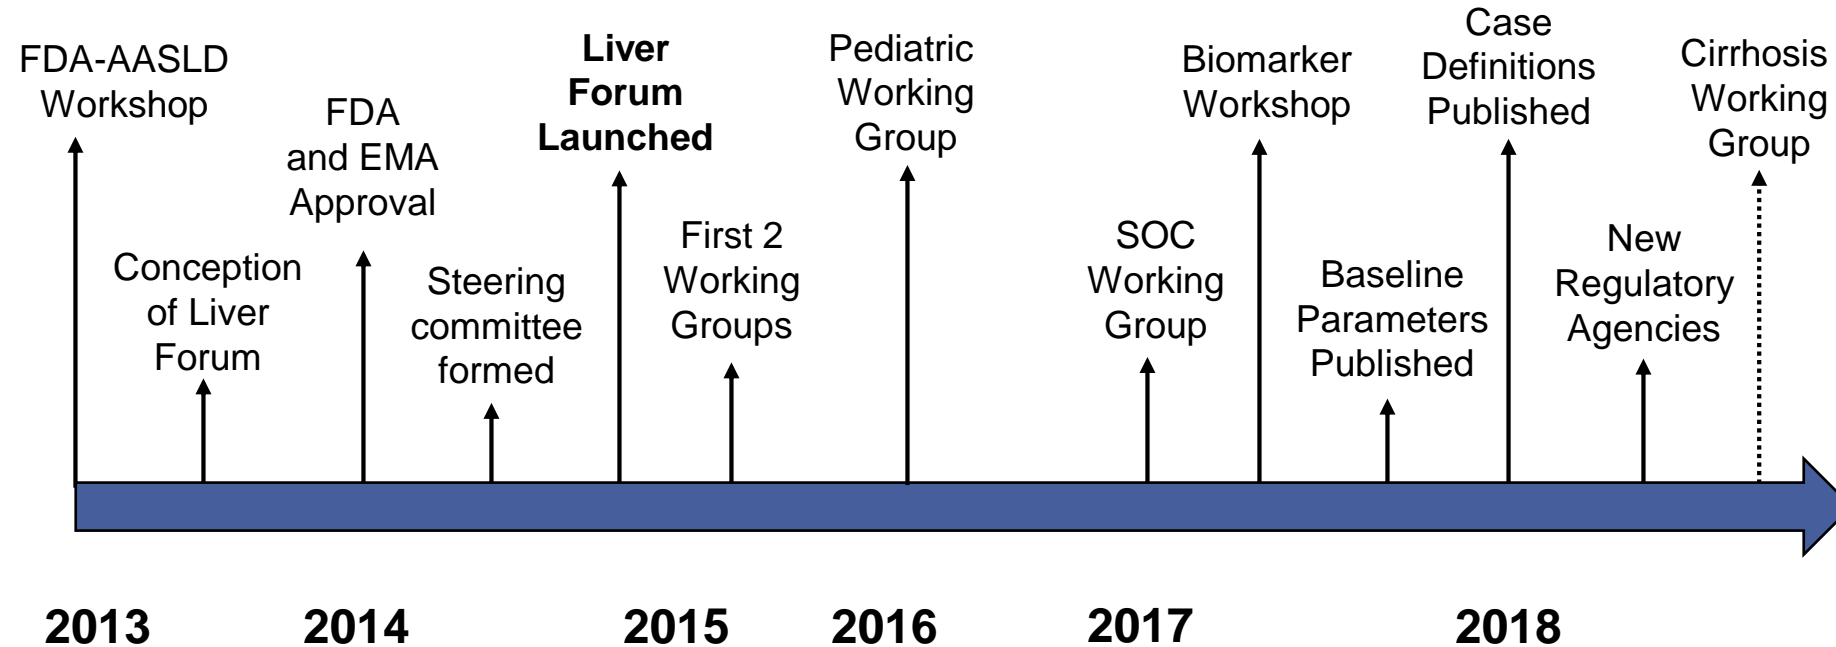 FDA-AASLD
Workshop
Conception
of Liver
Forum
FDA
and EMA
Approval
Steering
committee
formed
Liver
Forum
Launched
First 2
Working
Groups
Pediatric
Working
Group
SOC
Working
Group
Biomarker
Workshop
Baseline
Parameters
Published
Case
Definitions
Published
New
Regulatory
Agencies
Cirrhosis
Working
Group
2013
2014
2015
2016
2017
2018